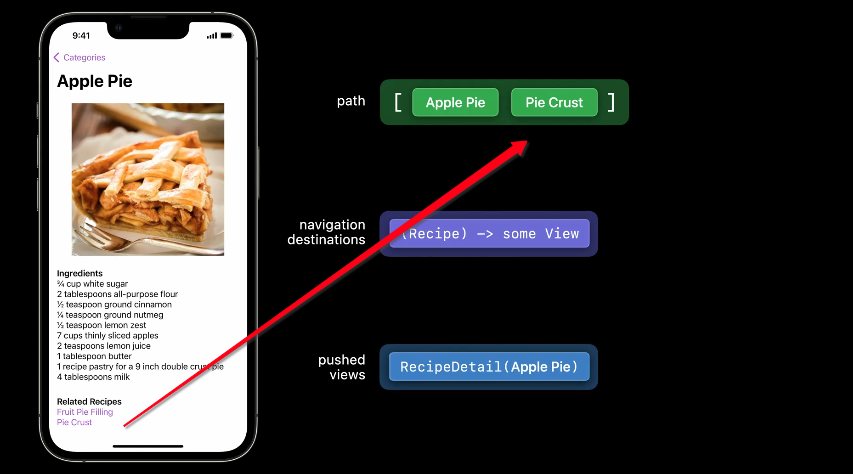 9:41
Categories
Apple Pie
Ingredients
¾ cup white sugar
2 tablespoons all-purpose flour
½ teaspoon ground cinnamon
¼ teaspoon ground nutmeg
½ teaspoon lemon zest
7 cups thinly sliced apples
2 teaspoons lemon juice
1 tablespoon butter
1 recipe pastry for a 9 inch double crust pie
4 tablespoons milk
Related Recipes
Fruit Pie Filling
Pie Crust
path
[ Apple Pie Pie Crust ]
navigation
destinations
(Recipe) -> some View
pushed
views
RecipeDetail(Apple Pie)